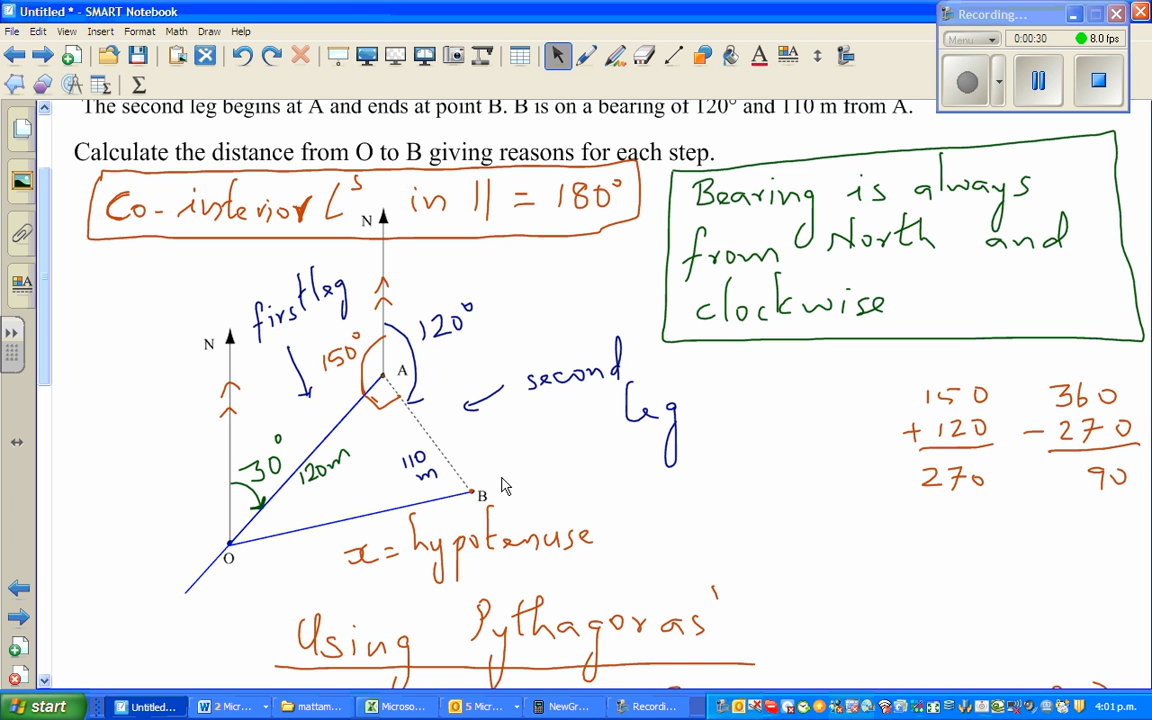 Untitled * - SMART Notebook
Recording...
File Edit View Insert Format Math Draw Help
Menu 0:00:30 8.0 fps
The second leg begins at A and ends at point B. B is on a bearing of 120° and 110 m from A.
Calculate the distance from O to B giving reasons for each step.
Co-interior ∠s in || = 180°
Bearing is always
from North and
clockwise
N
first leg
120°
N
150°
A
second
leg
150 360
+ 120 - 270
270 90
30°
120m
110
m
B
x = hypotenuse
O
Using Pythagoras'
start Untitled... 2 Micr... mattam... Microso... 5 Micr... NewGr... Recordi... 4:01 p.m.